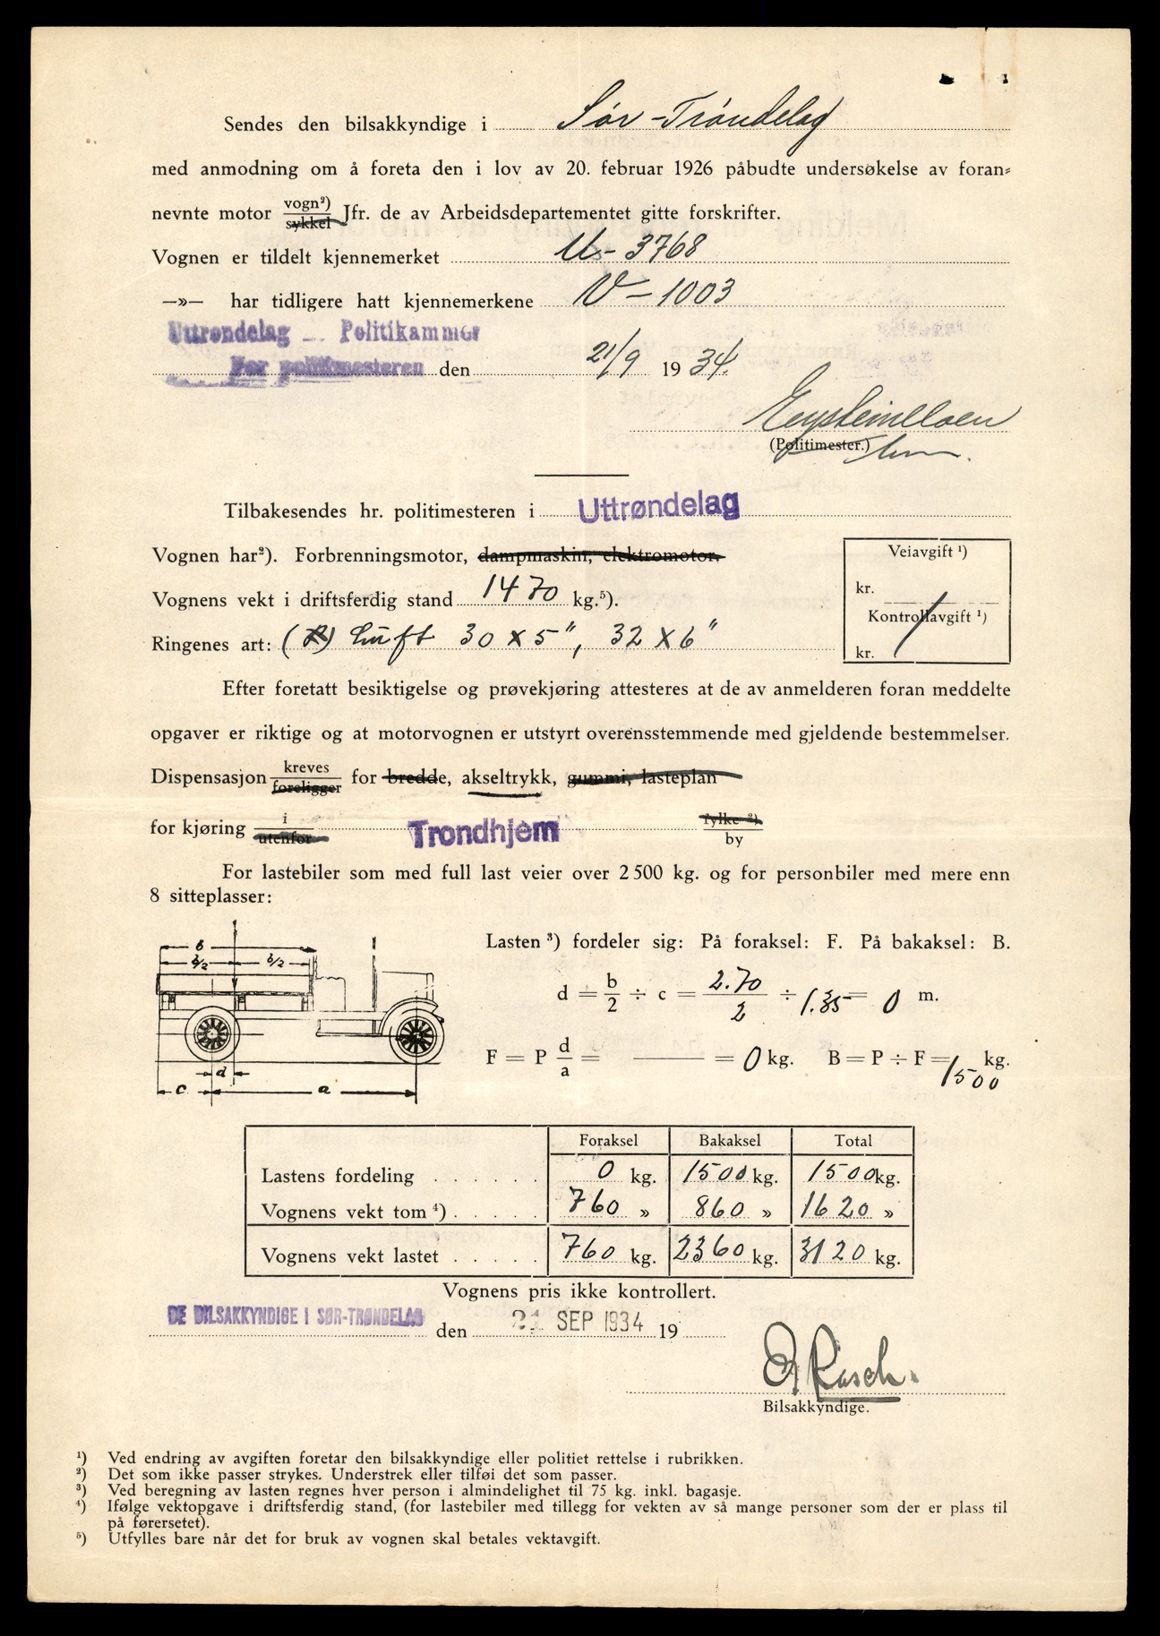 Sendes den bilsakkyndige i Sør-Trøndelag
med anmodning om å foreta den i lov av 20. februar 1926 påbudte undersøkelse av foran=
nevnte motor vogn²) sykkel Jfr. de av Arbeidsdepartementet gitte forskrifter.
Vognen er tildelt kjennemerket U-3768
—»— har tidligere hatt kjennemerkene V-1003
Uttrøndelag Politikammer
For politimesteren den 21/9 1934.
(Politimester.)
Tilbakesendes hr. politimesteren i Uttrøndelag
Vognen har²). Forbrenningsmotor, dampmaskin, elektromotor.
Veiavgift ¹)
kr.
Kontrollavgift ¹)
kr.
Vognens vekt i driftsferdig stand 1470 kg.⁵).
Ringenes art: luft 30 x 5", 32 x 6"
Efter foretatt besiktigelse og prøvekjøring attesteres at de av anmelderen foran meddelte
opgaver er riktige og at motorvognen er utstyrt overensstemmende med gjeldende bestemmelser.
Dispensasjon kreves foreligger for bredde, akseltrykk, gummi, lasteplan
for kjøring i utenfor Trondhjem fylke ²) by
For lastebiler som med full last veier over 2 500 kg. og for personbiler med mere enn
8 sitteplasser:
Lasten ³) fordeler sig: På foraksel: F. På bakaksel: B.
b
b/2 b/2
d = b/2 ÷ c = 2.70/2 ÷ 1.35 = 0 m.
F = P d/a = = 0 kg. B = P ÷ F = 1500 kg.
d
c a
Foraksel Bakaksel Total
Lastens fordeling . . . . . . 0 kg. 1500 kg. 1500 kg.
Vognens vekt tom ⁴) . . . . . 760 » 860 » 1620 »
Vognens vekt lastet . . . . . 760 kg. 2360 kg. 3120 kg.
Vognens pris ikke kontrollert.
DE BILSAKKYNDIGE I SØR-TRØNDELAG den 21. SEP 1934 19
Rasch.
Bilsakkyndige.
¹) Ved endring av avgiften foretar den bilsakkyndige eller politiet rettelse i rubrikken.
²) Det som ikke passer strykes. Understrek eller tilføi det som passer.
³) Ved beregning av lasten regnes hver person i almindelighet til 75 kg. inkl. bagasje.
⁴) Ifølge vektopgave i driftsferdig stand, (for lastebiler med tillegg for vekten av så mange personer som der er plass til
på førersetet).
⁵) Utfylles bare når det for bruk av vognen skal betales vektavgift.